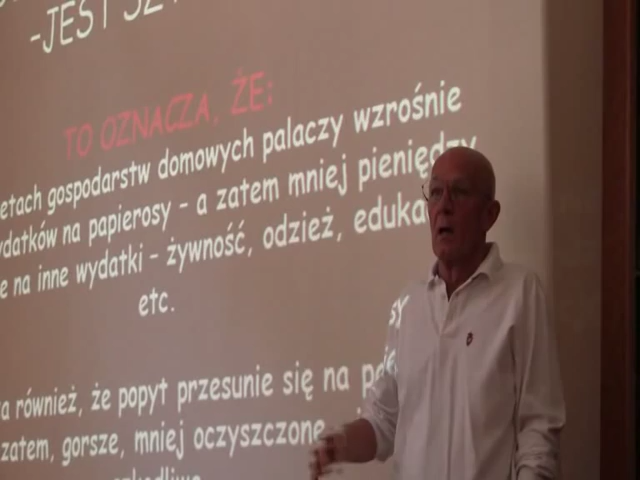 -JEST
TO OZNACZA, ŻE:
etach gospodarstw domowych palaczy wzrośnie
ydatków na papierosy - a zatem mniej pieniędzy
e na inne wydatki - żywność, odzież, eduka
etc.
sy
a również, że popyt przesunie się na
zatem, gorsze, mniej oczyszczone